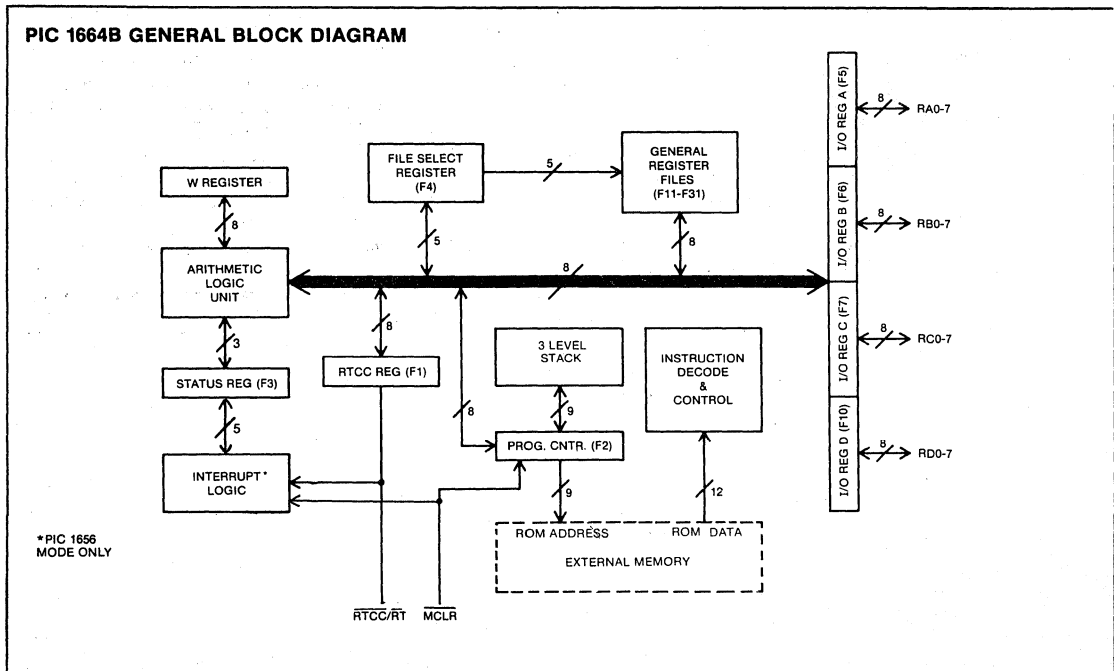 PIC 1664B GENERAL BLOCK DIAGRAM
W REGISTER
8
ARITHMETIC
LOGIC
UNIT
3
STATUS REG (F3)
5
INTERRUPT*
LOGIC
*PIC 1656
MODE ONLY
FILE SELECT
REGISTER
(F4)
5
5
GENERAL
REGISTER
FILES
(F11-F31)
8
8
8
RTCC REG (F1)
8
3 LEVEL
STACK
9
PROG. CNTR. (F2)
9
INSTRUCTION
DECODE
&
CONTROL
12
ROM ADDRESS
ROM DATA
EXTERNAL MEMORY
RTCC/RT
MCLR
I/O REG A (F5)
8
RA0-7
I/O REG B (F6)
8
RB0-7
I/O REG C (F7)
8
RC0-7
I/O REG D (F10)
8
RD0-7